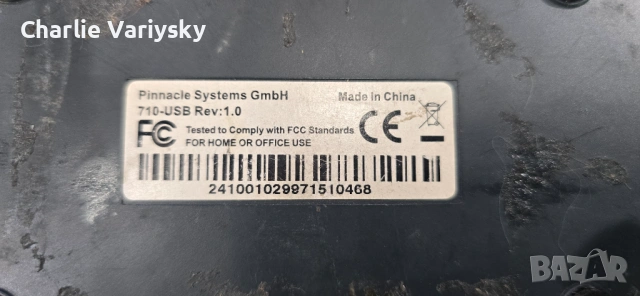 Charlie Variysky
Pinnacle Systems GmbH
Made in China
710-USB Rev:1.0
FC
Tested to Comply with FCC Standards
FOR HOME OR OFFICE USE
CE
241001029971510468
BAZAR